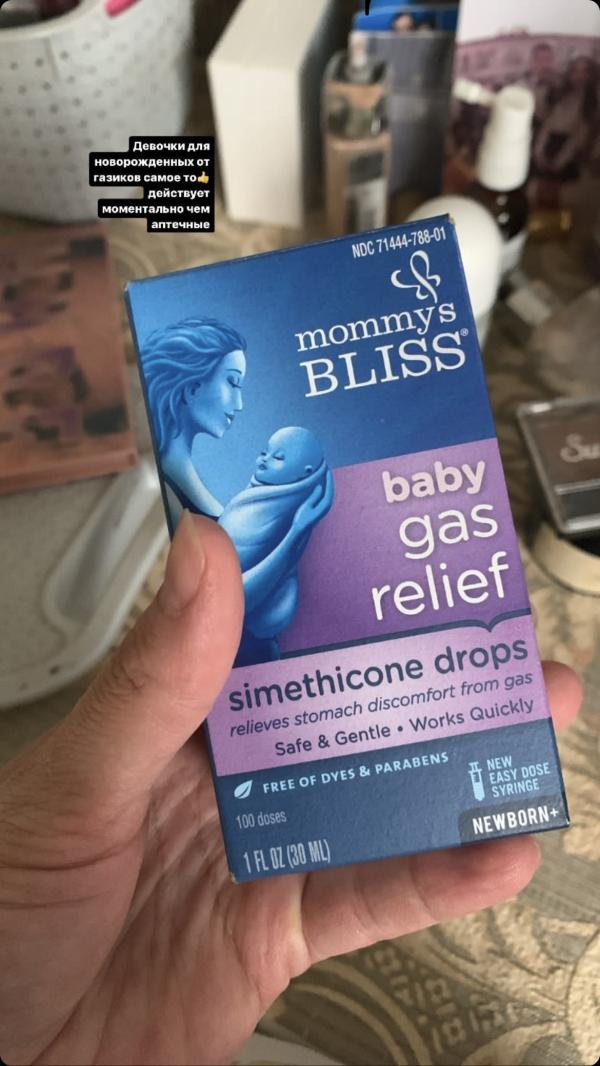 Девочки для
новорожденных от
газиков самое то👍
действует
моментально чем
аптечные
NDC 71444-788-01
mommy's
BLISS®
baby
gas
relief
simethicone drops
relieves stomach discomfort from gas
Safe & Gentle • Works Quickly
FREE OF DYES & PARABENS
NEW
EASY DOSE
SYRINGE
100 doses
NEWBORN+
1 FL OZ (30 ML)
Su